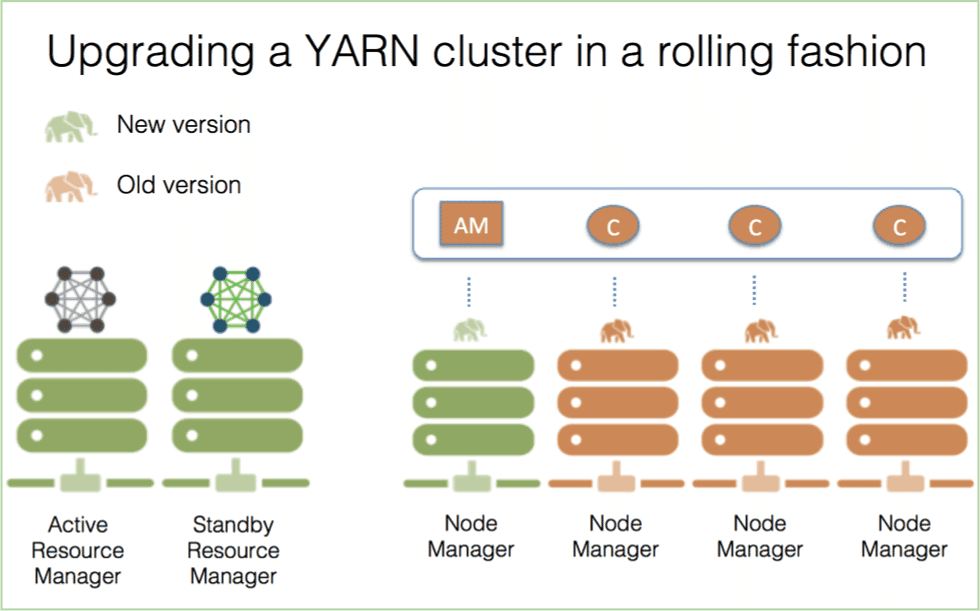 Upgrading a YARN cluster in a rolling fashion
New version
Old version
AM
C
C
C
Active
Resource
Manager
Standby
Resource
Manager
Node
Manager
Node
Manager
Node
Manager
Node
Manager